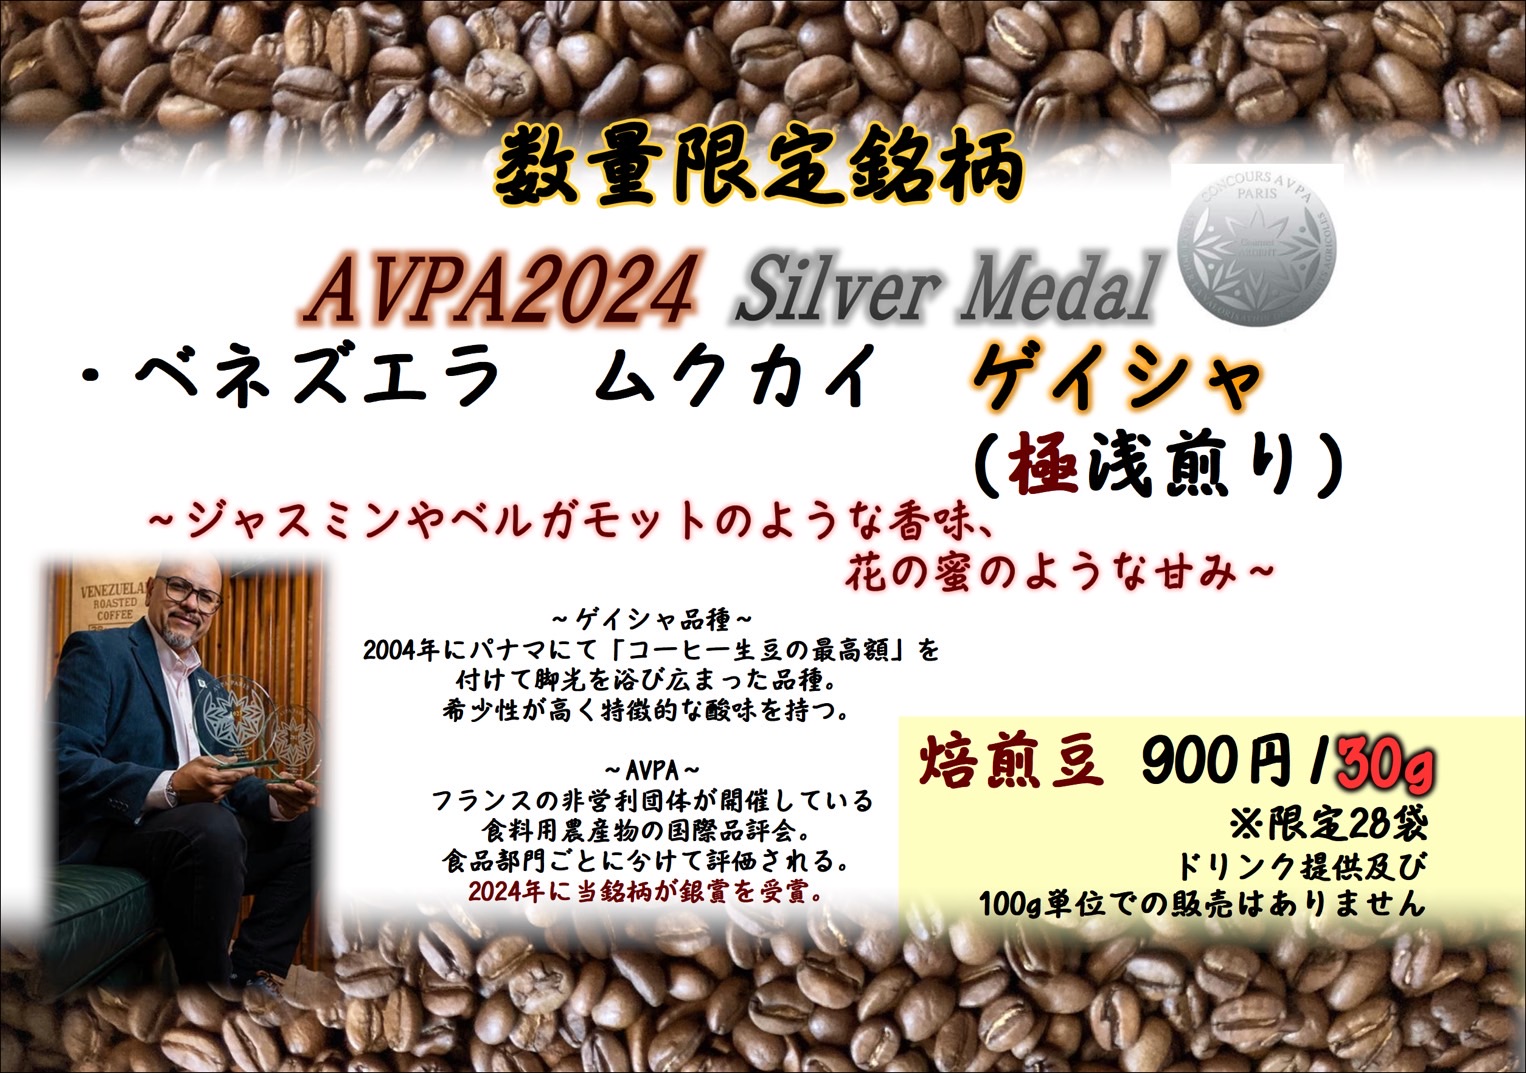 数量限定銘柄
CONCOURS AVPA
PARIS
AVPA2024 Silver Medal
・ベネズエラ ムクカイ ゲイシャ
(極浅煎り)
~ジャスミンやベルガモットのような香味、
花の蜜のような甘み~
VENEZUELAN
ROASTED
COFFEE
~ゲイシャ品種~
2004年にパナマにて「コーヒー生豆の最高額」を
付けて脚光を浴び広まった品種。
希少性が高く特徴的な酸味を持つ。
~AVPA~
フランスの非営利団体が開催している
食料用農産物の国際品評会。
食品部門ごとに分けて評価される。
2024年に当銘柄が銀賞を受賞。
焙煎豆 900円/30g
※限定28袋
ドリンク提供及び
100g単位での販売はありません